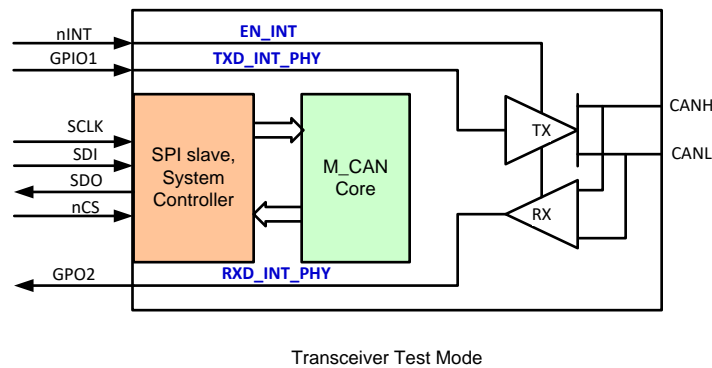 nINT
EN_INT
GPIO1
TXD_INT_PHY
CANH
SCLK
TX
SDI
SPI slave,
System
Controller
M_CAN
Core
CANL
SDO
nCS
RX
GPO2
RXD_INT_PHY
Transceiver Test Mode